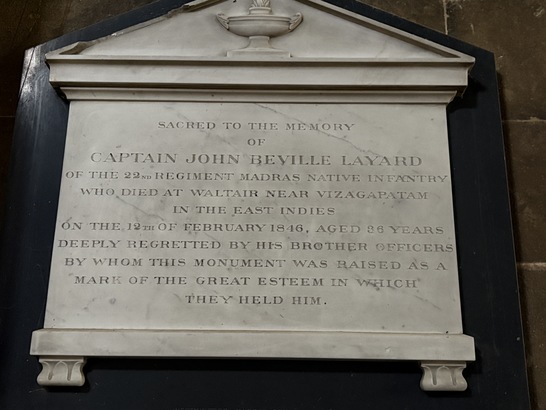 SACRED TO THE MEMORY
OF
CAPTAIN JOHN BEVILLE LAYARD
OF THE 22ND REGIMENT MADRAS NATIVE INFANTRY
WHO DIED AT WALTAIR NEAR VIZAGAPATAM
IN THE EAST INDIES
ON THE 12TH OF FEBRUARY 1846, AGED 36 YEARS
DEEPLY REGRETTED BY HIS BROTHER OFFICERS
BY WHOM THIS MONUMENT WAS RAISED AS A
MARK OF THE GREAT ESTEEM IN WHICH
THEY HELD HIM.